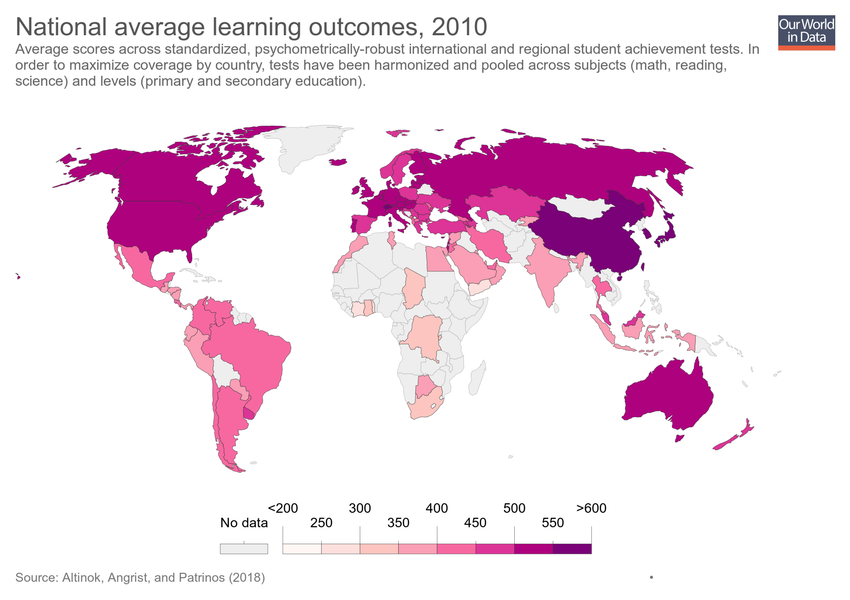 National average learning outcomes, 2010
Our World
in Data
Average scores across standardized, psychometrically-robust international and regional student achievement tests. In
order to maximize coverage by country, tests have been harmonized and pooled across subjects (math, reading,
science) and levels (primary and secondary education).
<200 300 400 500 >600
No data 250 350 450 550
Source: Altinok, Angrist, and Patrinos (2018)